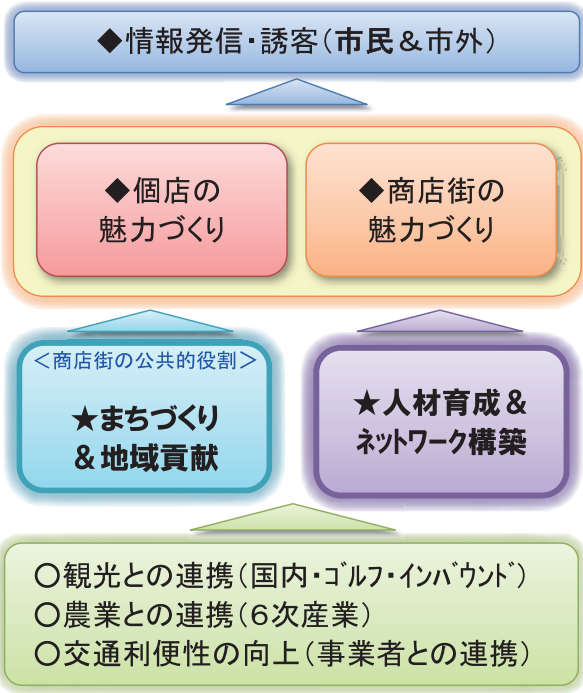 ◆情報発信・誘客（市民＆市外）
◆個店の
魅力づくり
◆商店街の
魅力づくり
＜商店街の公共的役割＞
★まちづくり
＆地域貢献
★人材育成＆
ﾈｯﾄﾜｰｸ構築
○観光との連携（国内・ｺﾞﾙﾌ・ｲﾝﾊﾞｳﾝﾄﾞ）
○農業との連携（６次産業）
○交通利便性の向上（事業者との連携）